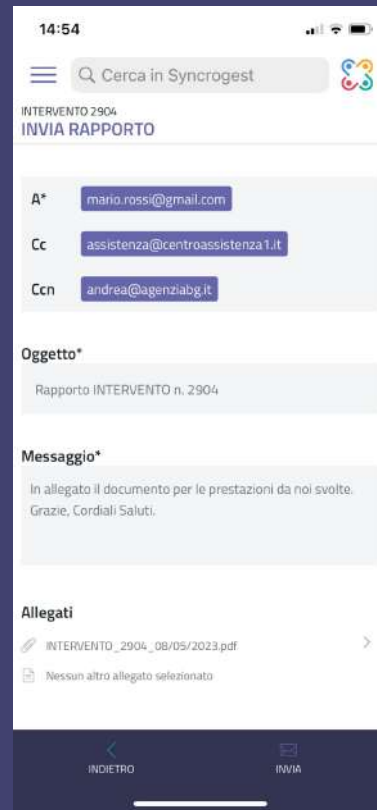 14:54
Cerca in Syncrogest
INTERVENTO 2904
INVIA RAPPORTO
A* mario.rossi@gmail.com
Cc assistenza@centroassistenza1.it
Ccn andrea@agenziabg.it
Oggetto*
Rapporto INTERVENTO n. 2904
Messaggio*
In allegato il documento per le prestazioni da noi svolte.
Grazie, Cordiali Saluti.
Allegati
INTERVENTO_2904_08/05/2023.pdf
Nessun altro allegato selezionato
INDIETRO INVIA